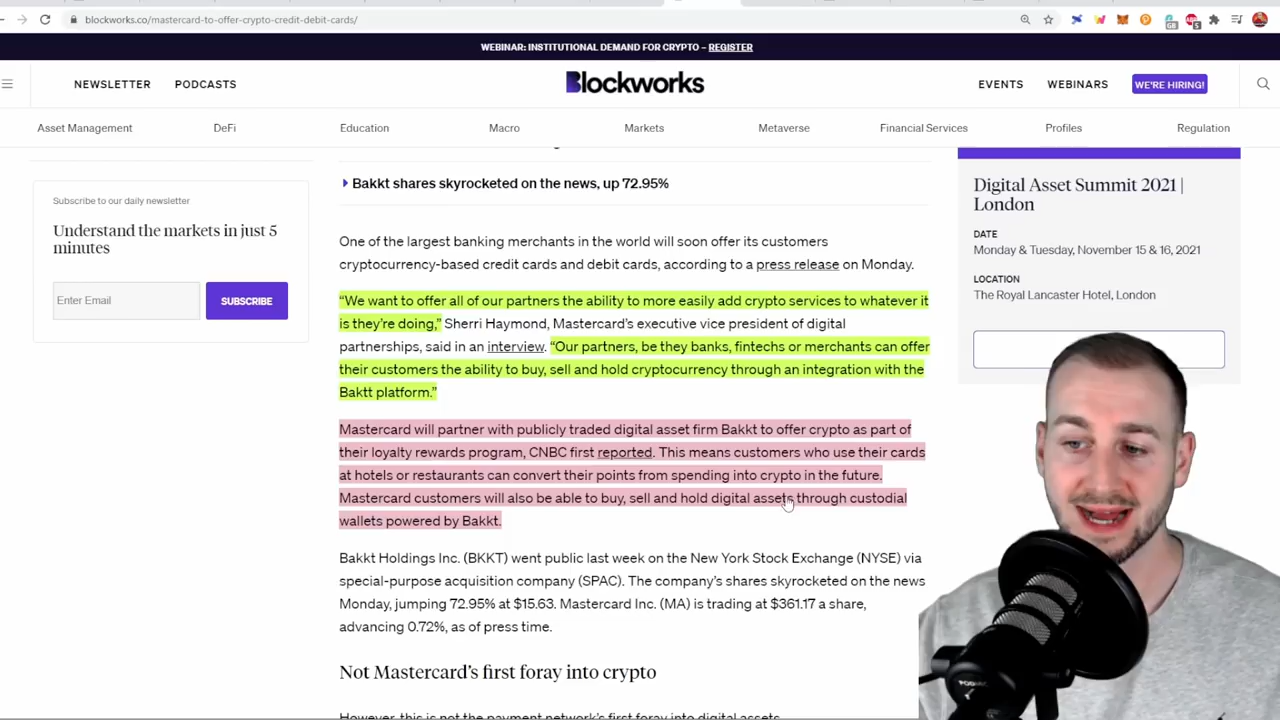 blockworks.co/mastercard-to-offer-crypto-credit-debit-cards/
WEBINAR: INSTITUTIONAL DEMAND FOR CRYPTO – REGISTER
NEWSLETTER
PODCASTS
Blockworks
EVENTS
WEBINARS
WE'RE HIRING!
Asset Management
DeFi
Education
Macro
Markets
Metaverse
Financial Services
Profiles
Regulation
Subscribe to our daily newsletter
Understand the markets in just 5
minutes
Enter Email
SUBSCRIBE
Bakkt shares skyrocketed on the news, up 72.95%
One of the largest banking merchants in the world will soon offer its customers
cryptocurrency-based credit cards and debit cards, according to a press release on Monday.
“We want to offer all of our partners the ability to more easily add crypto services to whatever it
is they’re doing,” Sherri Haymond, Mastercard’s executive vice president of digital
partnerships, said in an interview. “Our partners, be they banks, fintechs or merchants can offer
their customers the ability to buy, sell and hold cryptocurrency through an integration with the
Baktt platform.”
Mastercard will partner with publicly traded digital asset firm Bakkt to offer crypto as part of
their loyalty rewards program, CNBC first reported. This means customers who use their cards
at hotels or restaurants can convert their points from spending into crypto in the future.
Mastercard customers will also be able to buy, sell and hold digital assets through custodial
wallets powered by Bakkt.
Bakkt Holdings Inc. (BKKT) went public last week on the New York Stock Exchange (NYSE) via
special-purpose acquisition company (SPAC). The company’s shares skyrocketed on the news
Monday, jumping 72.95% at $15.63. Mastercard Inc. (MA) is trading at $361.17 a share,
advancing 0.72%, as of press time.
Not Mastercard’s first foray into crypto
However, this is not the payment network’s first foray into digital assets.
Digital Asset Summit 2021 |
London
DATE
Monday & Tuesday, November 15 & 16, 2021
LOCATION
The Royal Lancaster Hotel, London